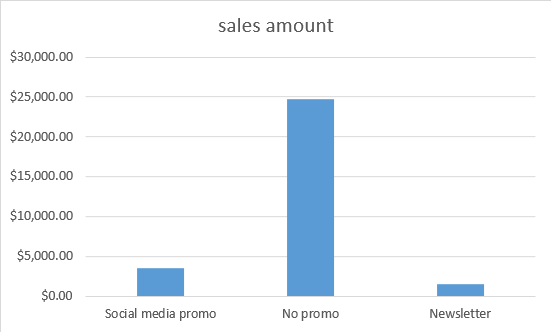 sales amount
$30,000.00
$25,000.00
$20,000.00
$15,000.00
$10,000.00
$5,000.00
$0.00
Social media promo
No promo
Newsletter